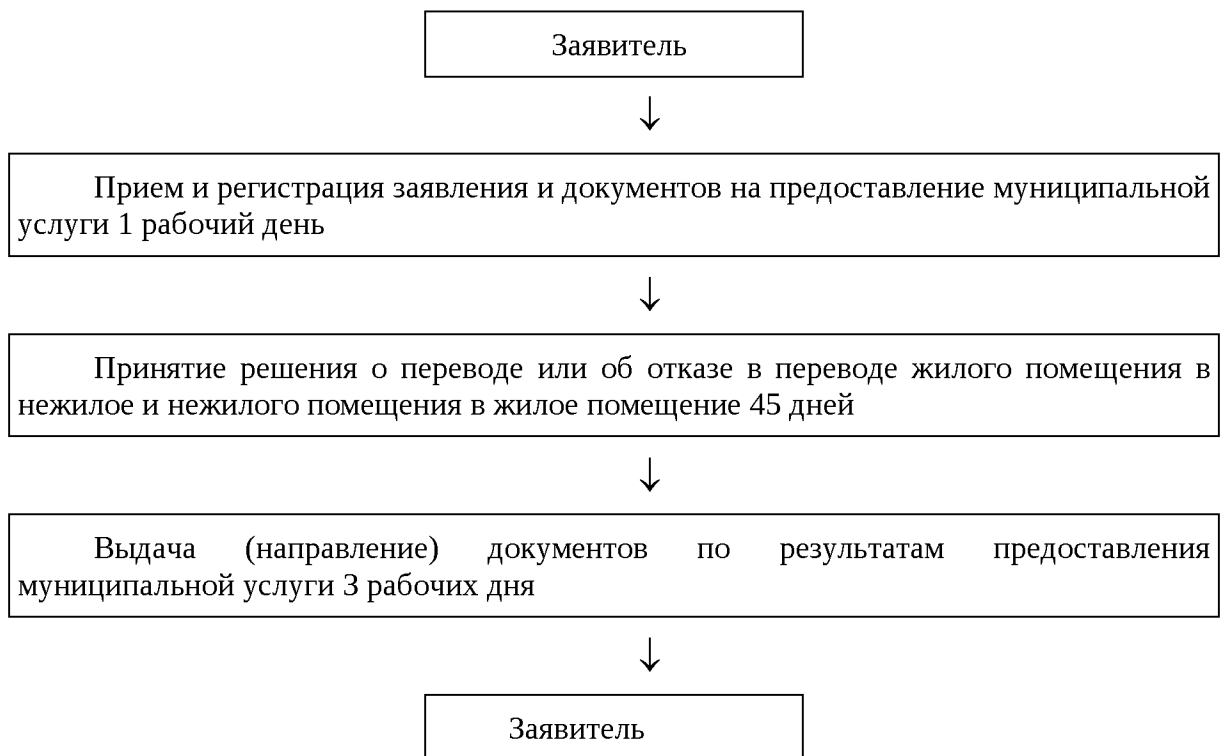 Заявитель
↓
Прием и регистрация заявления и документов на предоставление муниципальной
услуги 1 рабочий день
↓
Принятие решения о переводе или об отказе в переводе жилого помещения в
нежилое и нежилого помещения в жилое помещение 45 дней
↓
Выдача (направление) документов по результатам предоставления
муниципальной услуги 3 рабочих дня
↓
Заявитель